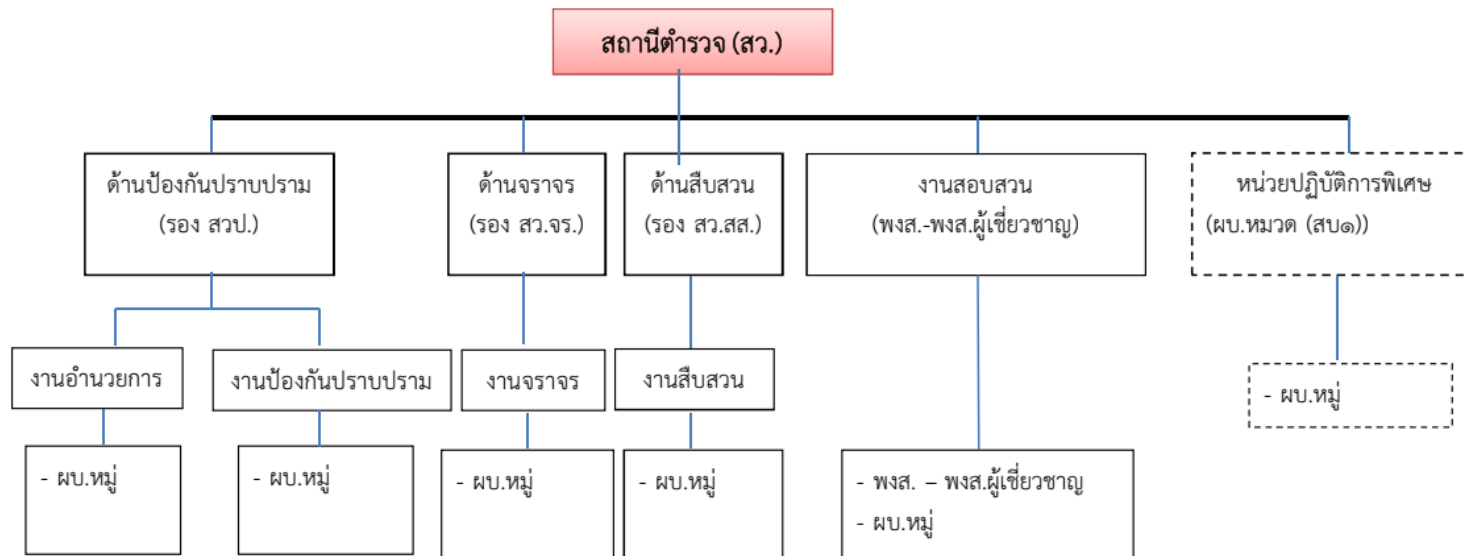 สถานีตำรวจ (สว.)
ด้านป้องกันปราบปราม
(รอง สวป.)
ด้านจราจร
(รอง สว.จร.)
ด้านสืบสวน
(รอง สว.สส.)
งานสอบสวน
(พงส.-พงส.ผู้เชี่ยวชาญ)
หน่วยปฏิบัติการพิเศษ
(ผบ.หมวด (สบ๑))
งานอำนวยการ
งานป้องกันปราบปราม
งานจราจร
งานสืบสวน
- ผบ.หมู่
- ผบ.หมู่
- ผบ.หมู่
- ผบ.หมู่
- พงส. – พงส.ผู้เชี่ยวชาญ
- ผบ.หมู่
- ผบ.หมู่